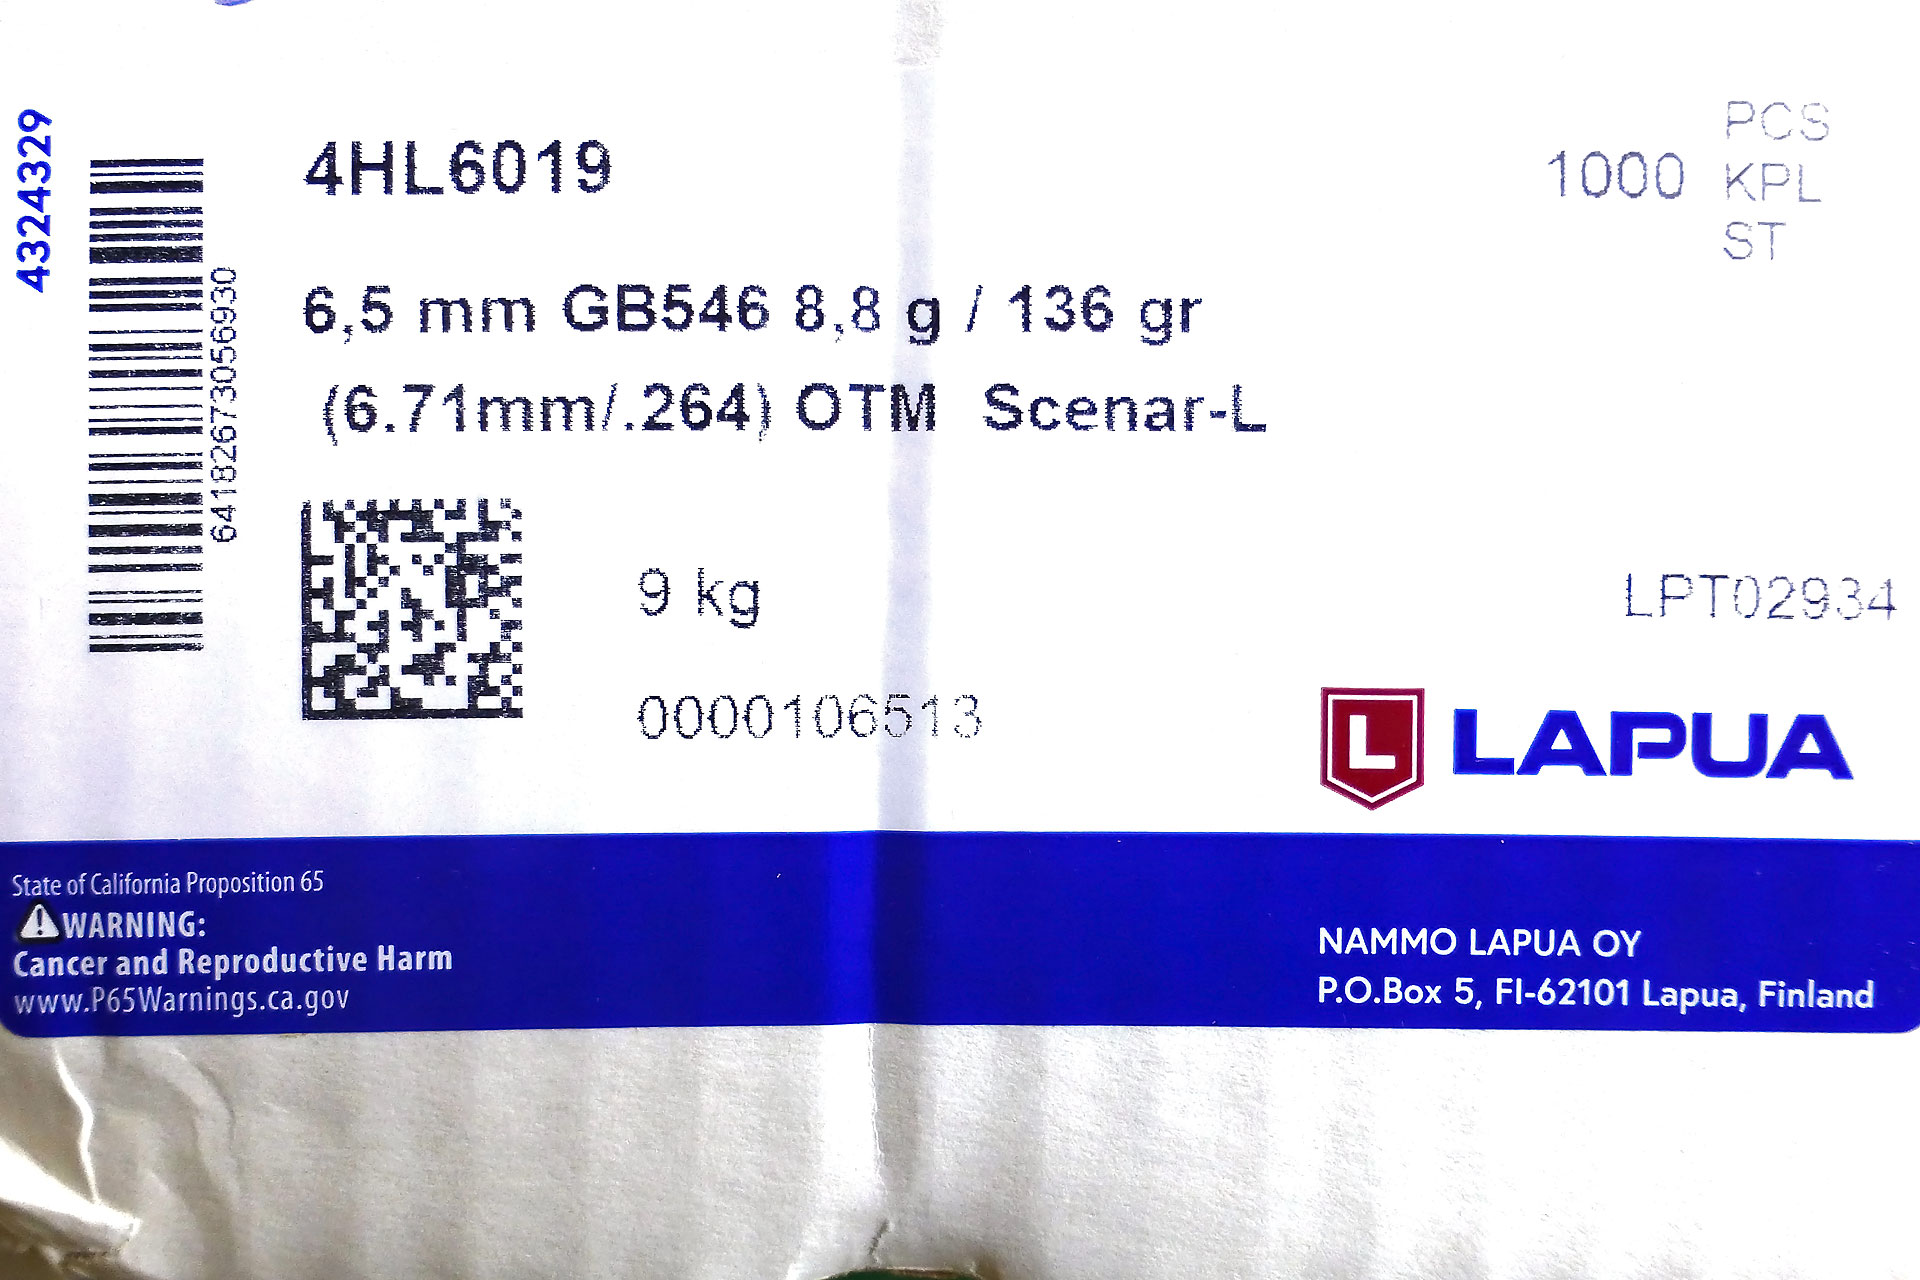 4324329
64182673056930
4HL6019
1000
PCS
KPL
ST
6,5 mm GB546 8,8 g / 136 gr
(6.71mm/.264) OTM Scenar-L
9 kg
LPT02934
0000106513
L LAPUA
State of California Proposition 65
WARNING:
Cancer and Reproductive Harm
www.P65Warnings.ca.gov
NAMMO LAPUA OY
P.O.Box 5, FI-62101 Lapua, Finland